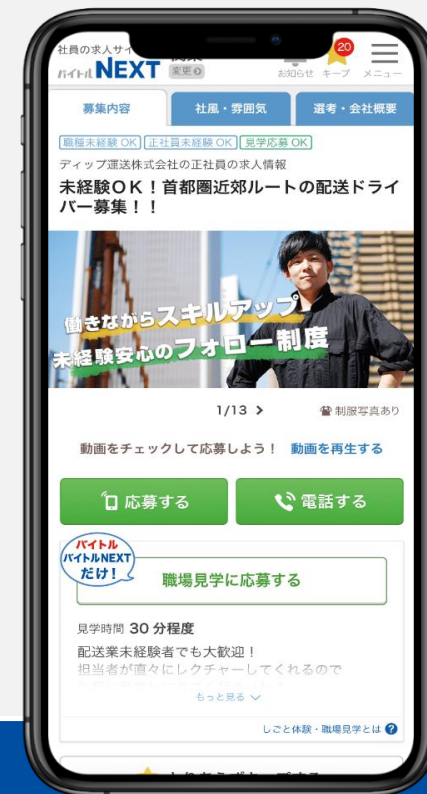 社員の求人サイ
バイトルNEXT
変更
お知らせ
20
キープ
メニュー
募集内容
社風・雰囲気
選考・会社概要
職種未経験 OK
正社員未経験 OK
見学応募 OK
ディップ運送株式会社の正社員の求人情報
未経験OK！首都圏近郊ルートの配送ドライ
バー募集！！
働きながらスキルアップ
未経験安心のフォロー制度
1/13
制服写真あり
動画をチェックして応募しよう！ 動画を再生する
応募する
電話する
バイトル
バイトルNEXT
だけ！
職場見学に応募する
見学時間 30 分程度
配送業未経験者でも大歓迎！
担当者が直々にレクチャーしてくれるので
もっと見る
しごと体験・職場見学とは ?